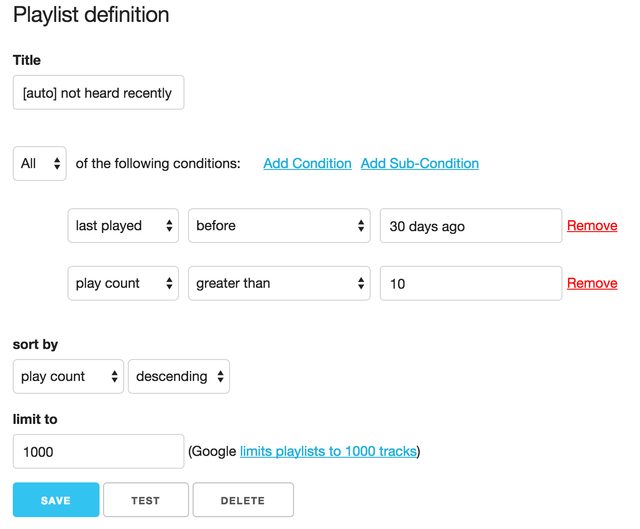 Playlist definition
Title
[auto] not heard recently
All of the following conditions: Add Condition Add Sub-Condition
last played before 30 days ago Remove
play count greater than 10 Remove
sort by
play count descending
limit to
1000 (Google limits playlists to 1000 tracks)
SAVE TEST DELETE